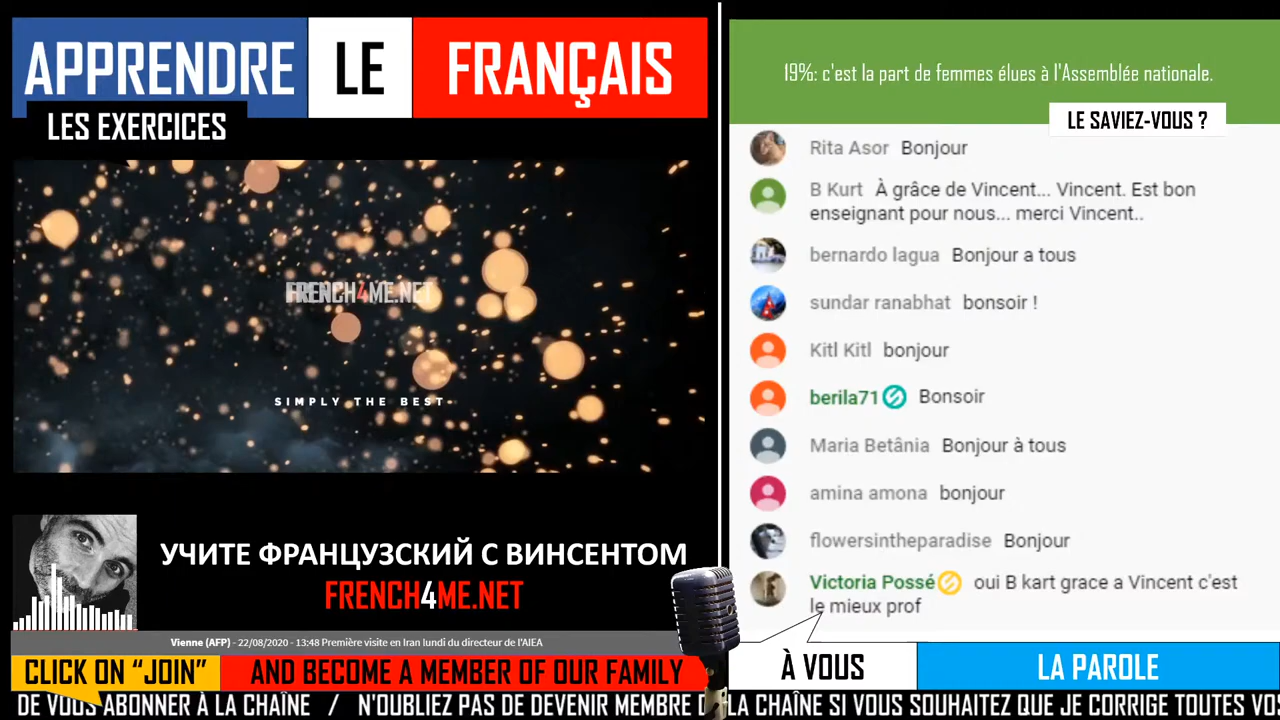 APPRENDRE LE FRANÇAIS
LES EXERCICES
FRENCH4ME.NET
SIMPLY THE BEST
УЧИТЕ ФРАНЦУЗСКИЙ С ВИНСЕНТОМ
FRENCH4ME.NET
Vienne (AFP) - 22/08/2020 - 13:48 Première visite en Iran lundi du directeur de l'AIEA
CLICK ON “JOIN” AND BECOME A MEMBER OF OUR FAMILY
19%: c'est la part de femmes élues à l'Assemblée nationale.
LE SAVIEZ-VOUS ?
Rita Asor Bonjour
B Kurt À grâce de Vincent... Vincent. Est bon
enseignant pour nous... merci Vincent..
bernardo lagua Bonjour a tous
sundar ranabhat bonsoir !
Kitl Kitl bonjour
berila71 Bonsoir
Maria Betânia Bonjour à tous
amina amona bonjour
flowersintheparadise Bonjour
Victoria Possé oui B kart grace a Vincent c'est
le mieux prof
À VOUS LA PAROLE
DE VOUS ABONNER À LA CHAÎNE / N'OUBLIEZ PAS DE DEVENIR MEMBRE DE LA CHAÎNE SI VOUS SOUHAITEZ QUE JE CORRIGE TOUTES